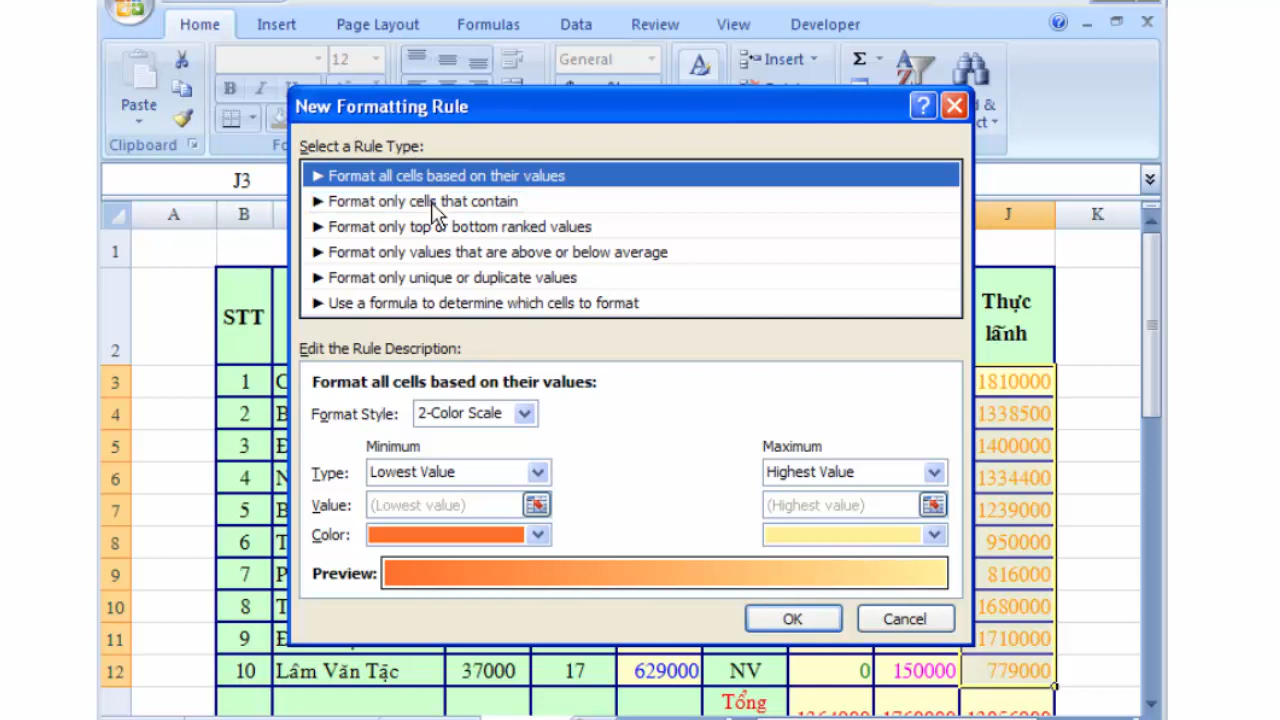 Home Insert Page Layout Formulas Data Review View Developer
12 General Insert
B I
Paste
Clipboard
New Formatting Rule
J3
Select a Rule Type:
► Format all cells based on their values
► Format only cells that contain
► Format only top or bottom ranked values
► Format only values that are above or below average
► Format only unique or duplicate values
► Use a formula to determine which cells to format
Edit the Rule Description:
Format all cells based on their values:
Format Style: 2-Color Scale
Minimum Maximum
Type: Lowest Value Highest Value
Value: (Lowest value) (Highest value)
Color:
Preview:
OK Cancel
A B J K
1
2 STT Thực
lãnh
3 1 1810000
4 2 B 1338500
5 3 1400000
6 4 N 1334400
7 5 B 1239000
8 6 T 950000
9 7 P 816000
10 8 T 1680000
11 9 1710000
12 10 Lâm Văn Tặc 37000 17 629000 NV 0 150000 779000
Tổng